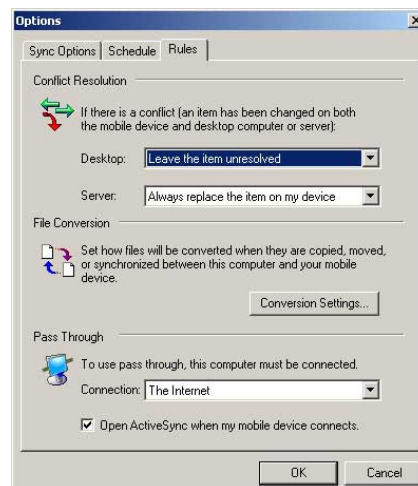 Options
Sync Options Schedule Rules
Conflict Resolution
If there is a conflict (an item has been changed on both
the mobile device and desktop computer or server):
Desktop: Leave the item unresolved
Server: Always replace the item on my device
File Conversion
Set how files will be converted when they are copied, moved,
or synchronized between this computer and your mobile
device.
Conversion Settings...
Pass Through
To use pass through, this computer must be connected.
Connection: The Internet
Open ActiveSync when my mobile device connects.
OK Cancel